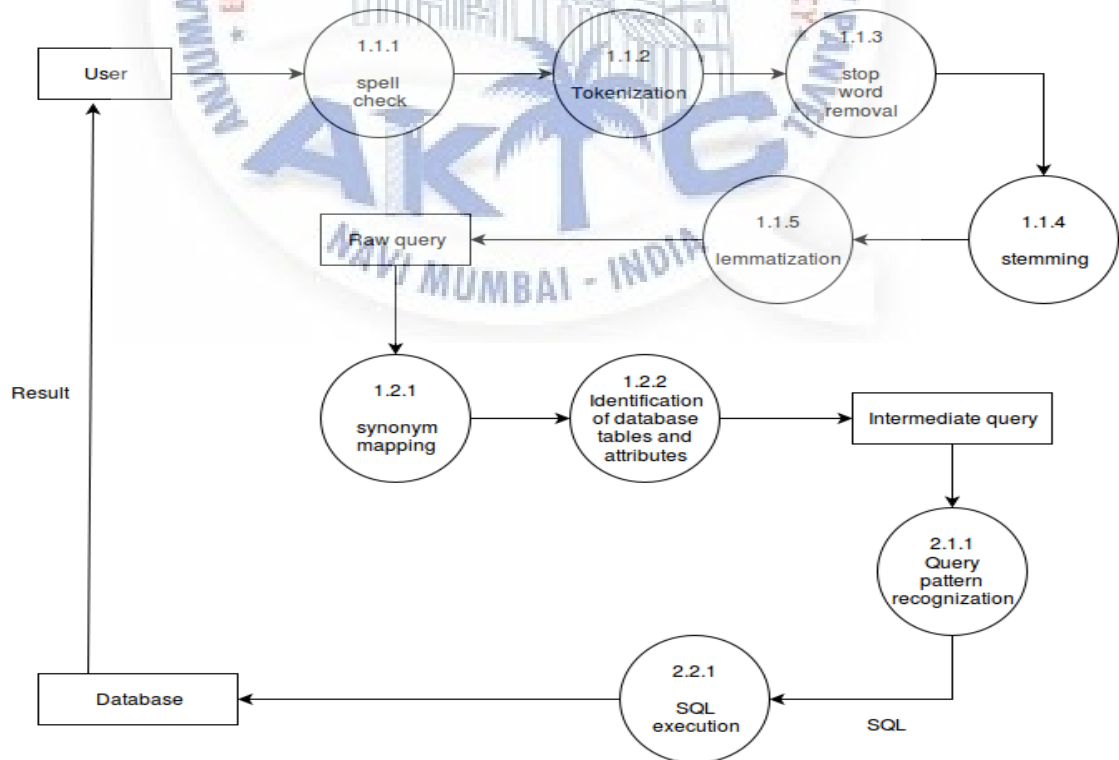 User
1.1.1
spell
check
1.1.2
Tokenization
1.1.3
stop
word
removal
1.1.4
stemming
1.1.5
lemmatization
Raw query
NAVI MUMBAI - INDIA
AKTC
1.2.1
synonym
mapping
1.2.2
Identification
of database
tables and
attributes
Intermediate query
2.1.1
Query
pattern
recognization
SQL
2.2.1
SQL
execution
Database
Result